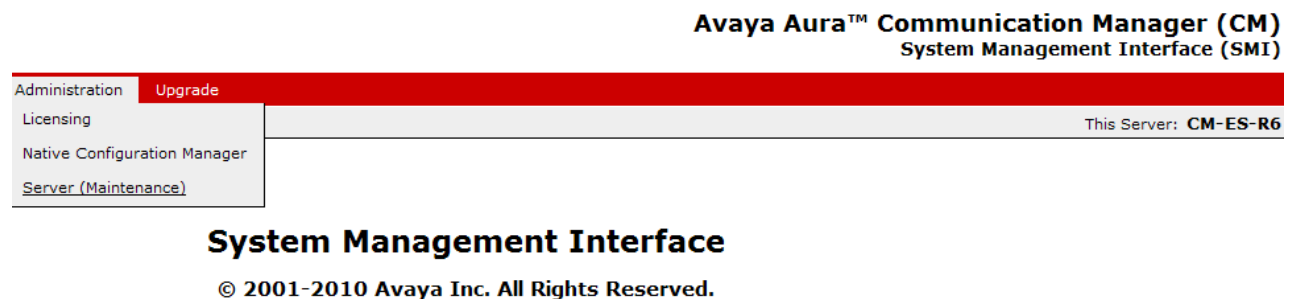 Avaya Aura™ Communication Manager (CM)
System Management Interface (SMI)
Administration Upgrade
Licensing
This Server: CM-ES-R6
Native Configuration Manager
Server (Maintenance)
System Management Interface
© 2001-2010 Avaya Inc. All Rights Reserved.